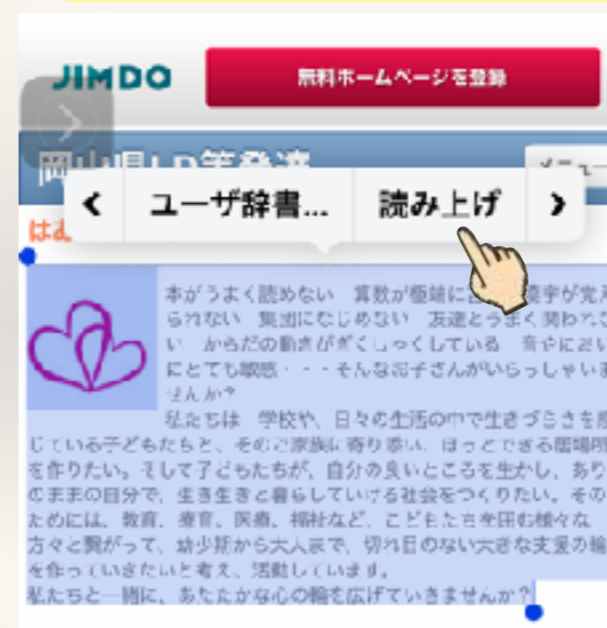 JIMDO
無料ホームページを登録
岡山県LD等発達
メニュー
ユーザ辞書... 読み上げ
はあ
本がうまく読めない 算数が極端に 漢字が覚え
られない 集団になじめない 友達とうまく関われな
い からだの動きがぎくしゃくしている 音やにおい
にとても敏感・・・そんなお子さんがいらっしゃいま
せんか?
私たちは 学校や、日々の生活の中で生きづらさを感
じている子どもたちと、そのご家族に寄り添い、ほっとできる居場所
を作りたい。そして子どもたちが、自分の良いところを生かし、あり
のままの自分で、生き生きと暮らしていける社会をつくりたい。その
ためには、教育、療育、医療、福祉など、こどもたちを囲む様々な
方々と繋がって、幼少期から大人まで、切れ目のない大きな支援の輪
を作っていきたいと考え、活動しています。
私たちと一緒に、あたたかな心の輪を広げていきませんか?